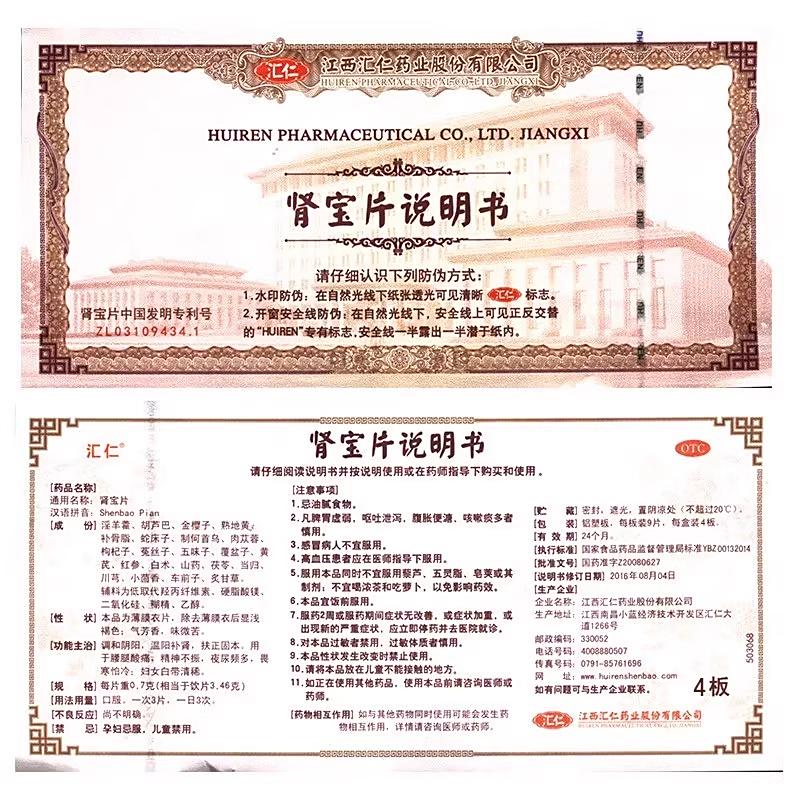 汇仁 江西汇仁药业股份有限公司
HUIREN PHARMACEUTICAL CO., LTD. JIANGXI
HUIREN PHARMACEUTICAL CO., LTD. JIANGXI
肾宝片说明书
请仔细认识下列防伪方式：
1.水印防伪：在自然光线下纸张透光可见清晰 汇仁 标志。
2.开窗安全线防伪：在自然光线下，安全线上可见正反交替
的“HUIREN”专有标志，安全线一半露出一半潜于纸内。
肾宝片中国发明专利号
ZL03109434.1
汇仁®
肾宝片说明书
OTC
请仔细阅读说明书并按说明使用或在药师指导下购买和使用。
[药品名称]
通用名称：肾宝片
汉语拼音：Shenbao Pian
[成 份] 淫羊藿、胡芦巴、金樱子、熟地黄、
补骨脂、蛇床子、制何首乌、肉苁蓉、
枸杞子、菟丝子、五味子、覆盆子、黄
芪、红参、白术、山药、茯苓、当归、
川芎、小茴香、车前子、炙甘草。
辅料为低取代羟丙纤维素、硬脂酸镁、
二氧化硅、糊精、乙醇。
[性 状] 本品为薄膜衣片，除去薄膜衣后显浅
褐色；气芳香，味微苦。
[功能主治] 调和阴阳，温阳补肾，扶正固本。用
于腰腿酸痛；精神不振，夜尿频多，畏
寒怕冷；妇女白带清稀。
[规 格] 每片重0.7克(相当于饮片3.46克)
[用法用量] 口服。一次3片，一日3次。
[不良反应] 尚不明确。
[禁 忌] 孕妇忌服，儿童禁用。
[注意事项]
1.忌油腻食物。
2.凡脾胃虚弱，呕吐泄泻，腹胀便溏、咳嗽痰多者
慎用。
3.感冒病人不宜服用。
4.高血压患者应在医师指导下服用。
5.服用本品同时不宜服用藜芦、五灵脂、皂荚或其
制剂；不宜喝浓茶和吃萝卜，以免影响药效。
6.本品宜饭前服用。
7.服药2周或服药期间症状无改善，或症状加重，或
出现新的严重症状，应立即停药并去医院就诊。
8.对本品过敏者禁用，过敏体质者慎用。
9.本品性状发生改变时禁止使用。
10.请将本品放在儿童不能接触的地方。
11.如正在使用其他药品，使用本品前请咨询医师或
药师。
[药物相互作用] 如与其他药物同时使用可能会发生药
物相互作用，详情请咨询医师或药师。
[贮 藏] 密封，遮光，置阴凉处（不超过20℃）。
[包 装] 铝塑板，每板装9片，每盒装4板。
[有 效 期] 24个月。
[执行标准] 国家食品药品监督管理局标准YBZ00132014
[批准文号] 国药准字Z20080627
[说明书修订日期] 2016年08月04日
[生产企业]
企业名称：江西汇仁药业股份有限公司
生产地址：江西南昌小蓝经济技术开发区汇仁大
道1266号
邮政编码：330052
电话号码：4008880507
传真号码：0791-85761696
网 址：www.huirenshenbao.com
如有问题可与生产企业联系。
4板
503068
汇仁 江西汇仁药业股份有限公司
HUIREN PHARMACEUTICAL CO., LTD. JIANGXI